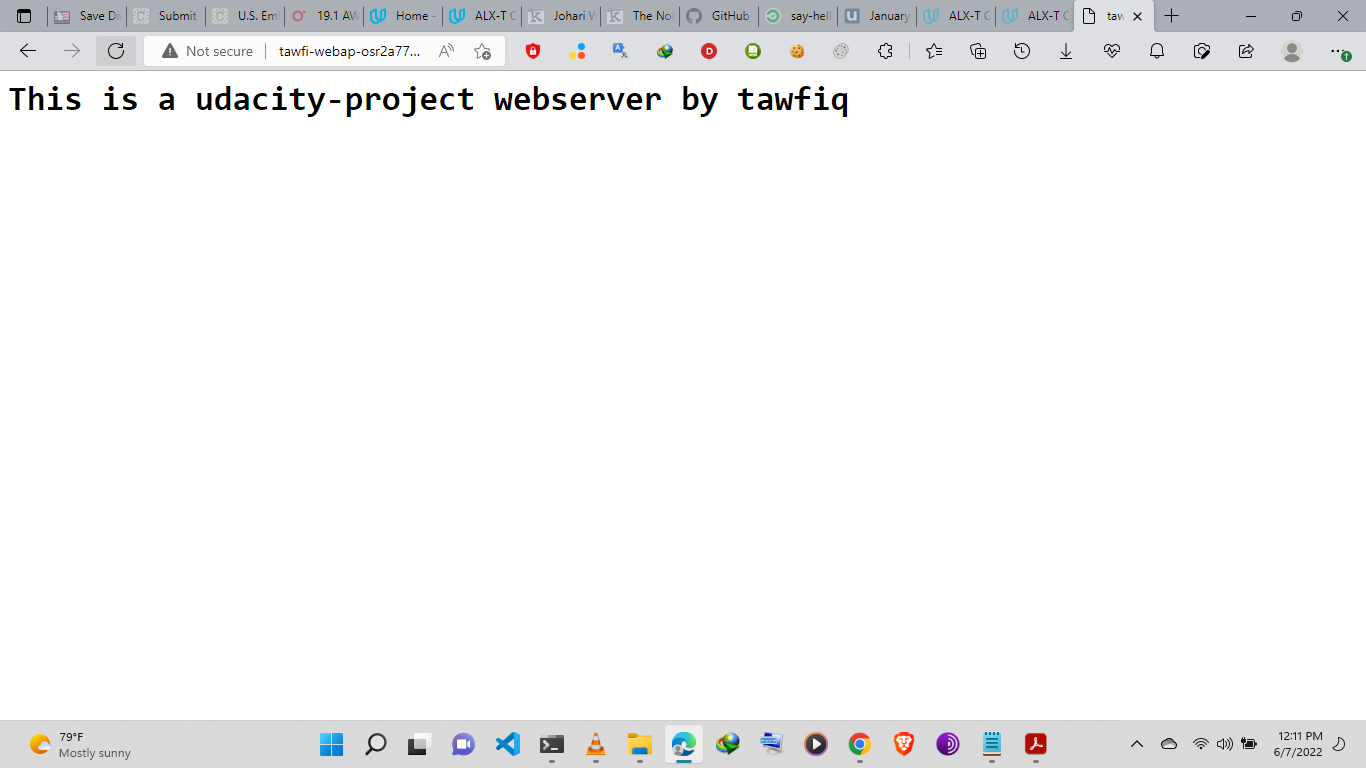 Save Di
Submit
U.S. Em
19.1 AW
Home -
ALX-T C
Johari W
The No
GitHub
say-hell
January
ALX-T C
ALX-T C
taw
Not secure
tawfi-webap-osr2a77...
This is a udacity-project webserver by tawfiq
79°F
Mostly sunny
12:11 PM
6/7/2022